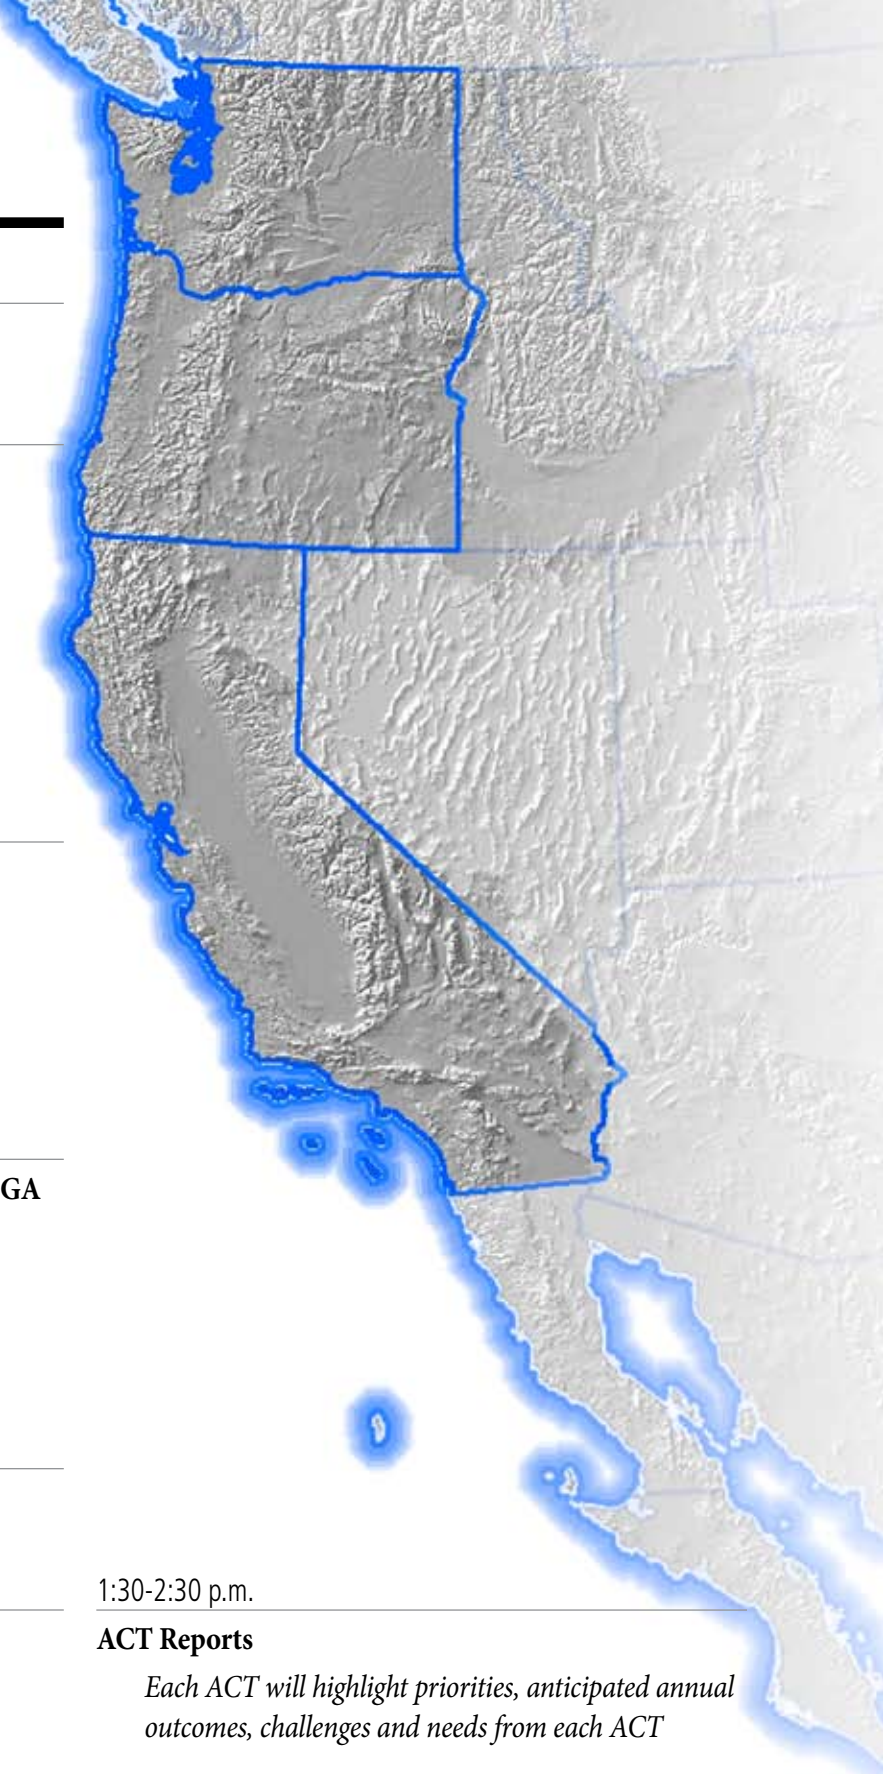 GA
1:30-2:30 p.m.
ACT Reports
Each ACT will highlight priorities, anticipated annual
outcomes, challenges and needs from each ACT